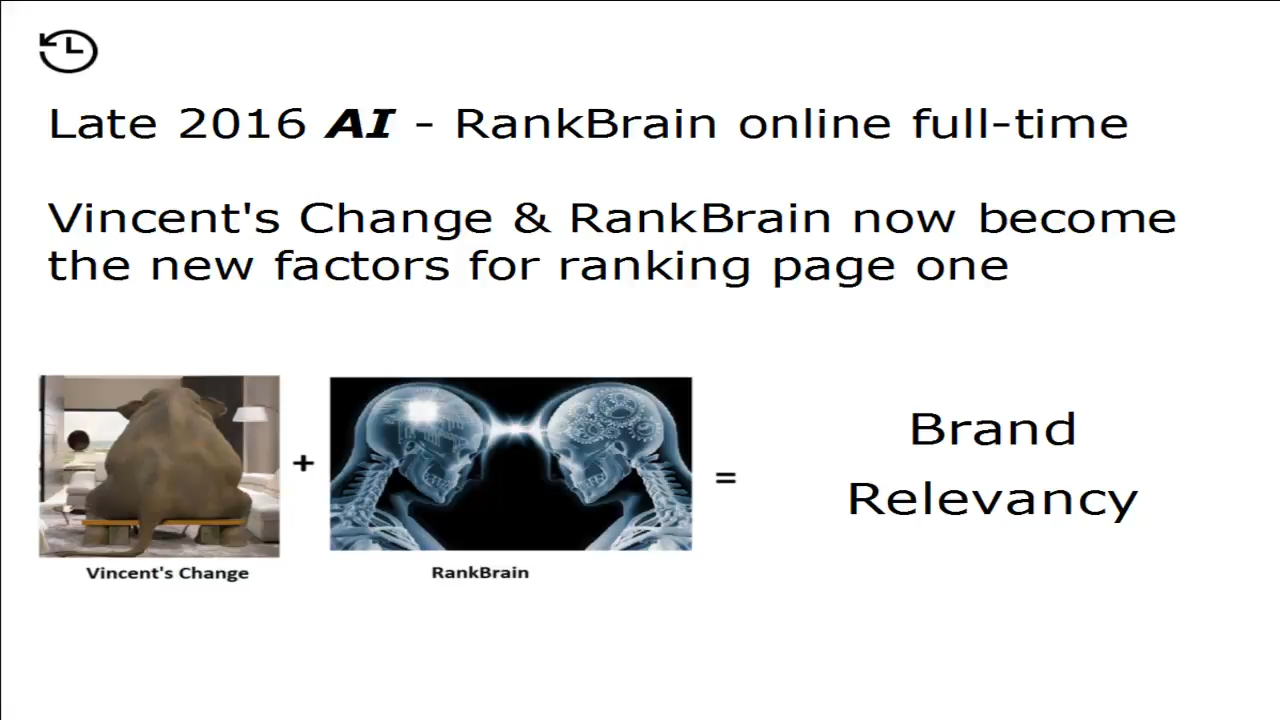 Late 2016 AI - RankBrain online full-time
Vincent's Change & RankBrain now become
the new factors for ranking page one
+
=
Brand
Relevancy
Vincent's Change
RankBrain